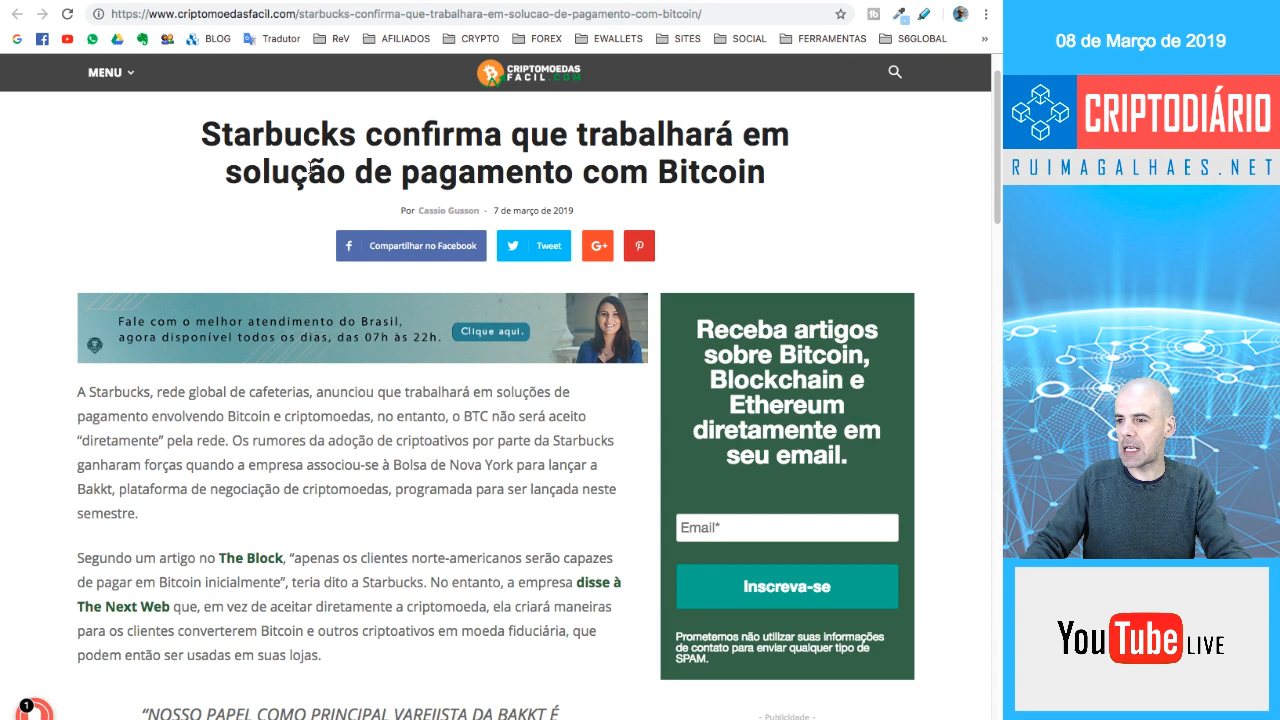 https://www.criptomoedasfacil.com/starbucks-confirma-que-trabalhara-em-solucao-de-pagamento-com-bitcoin/
BLOG Tradutor ReV AFILIADOS CRYPTO FOREX EWALLETS SITES SOCIAL FERRAMENTAS S6GLOBAL »
MENU
CRIPTOMOEDAS
FACIL.COM
Starbucks confirma que trabalhará em
solução de pagamento com Bitcoin
Por Cassio Gusson - 7 de março de 2019
Compartilhar no Facebook
Tweet
G+
Fale com o melhor atendimento do Brasil,
agora disponível todos os dias, das 07h às 22h.
Clique aqui.
A Starbucks, rede global de cafeterias, anunciou que trabalhará em soluções de
pagamento envolvendo Bitcoin e criptomoedas, no entanto, o BTC não será aceito
“diretamente” pela rede. Os rumores da adoção de criptoativos por parte da Starbucks
ganharam forças quando a empresa associou-se à Bolsa de Nova York para lançar a
Bakkt, plataforma de negociação de criptomoedas, programada para ser lançada neste
semestre.
Segundo um artigo no The Block, “apenas os clientes norte-americanos serão capazes
de pagar em Bitcoin inicialmente”, teria dito a Starbucks. No entanto, a empresa disse à
The Next Web que, em vez de aceitar diretamente a criptomoeda, ela criará maneiras
para os clientes converterem Bitcoin e outros criptoativos em moeda fiduciária, que
podem então ser usadas em suas lojas.
“NOSSO PAPEL COMO PRINCIPAL VAREJISTA DA BAKKT É
1
Receba artigos
sobre Bitcoin,
Blockchain e
Ethereum
diretamente em
seu email.
Email*
Inscreva-se
Prometemos não utilizar suas informações
de contato para enviar qualquer tipo de
SPAM.
- Publicidade -
08 de Março de 2019
CRIPTODIÁRIO
RUIMAGALHAES.NET
YouTube LIVE